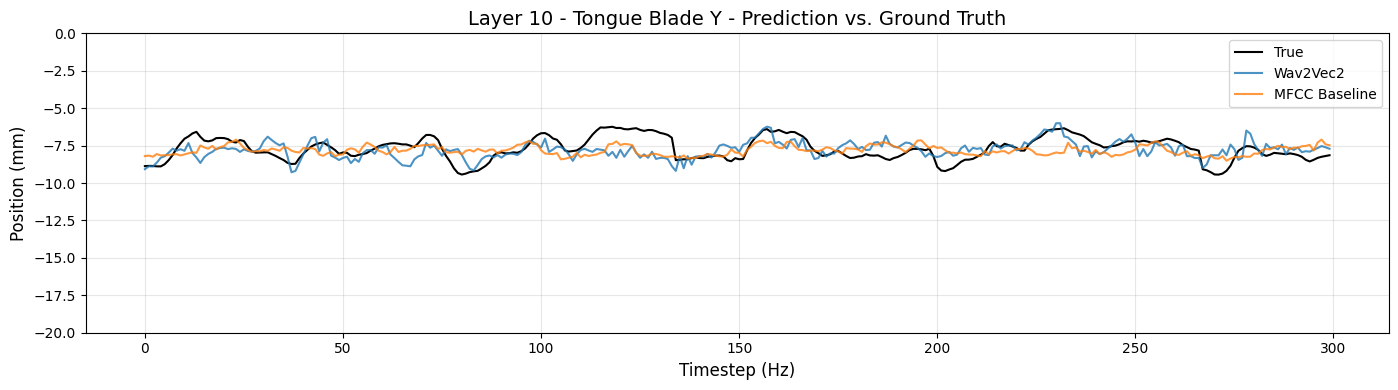 Layer 10 - Tongue Blade Y - Prediction vs. Ground Truth
True
Wav2Vec2
MFCC Baseline
Position (mm)
0.0
−2.5
−5.0
−7.5
−10.0
−12.5
−15.0
−17.5
−20.0
0 50 100 150 200 250 300
Timestep (Hz)